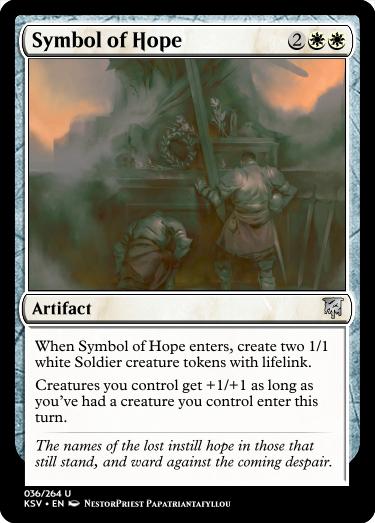 Symbol of Hope 2
Artifact
When Symbol of Hope enters, create two 1/1
white Soldier creature tokens with lifelink.
Creatures you control get +1/+1 as long as
you've had a creature you control enter this
turn.
The names of the lost instill hope in those that
still stand, and ward against the coming despair.
036/264 U
KSV • EN NestorPriest Papatriantafyllou